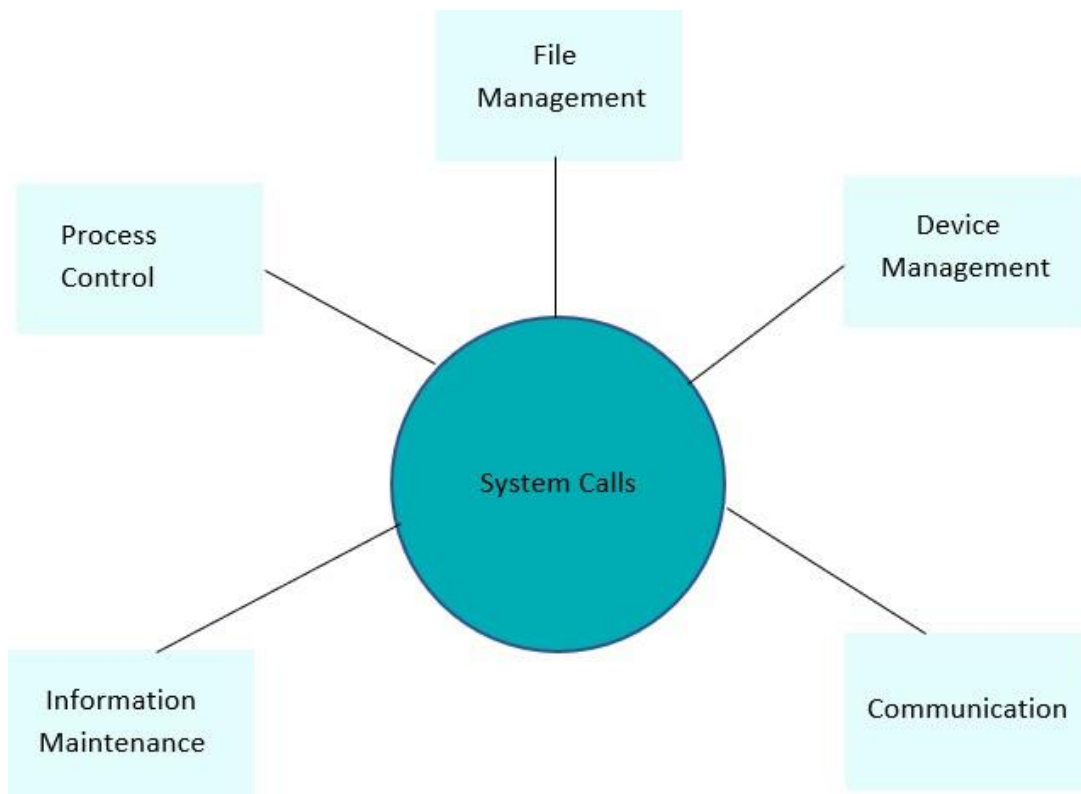 File
Management
Process
Control
Device
Management
System Calls
Information
Maintenance
Communication